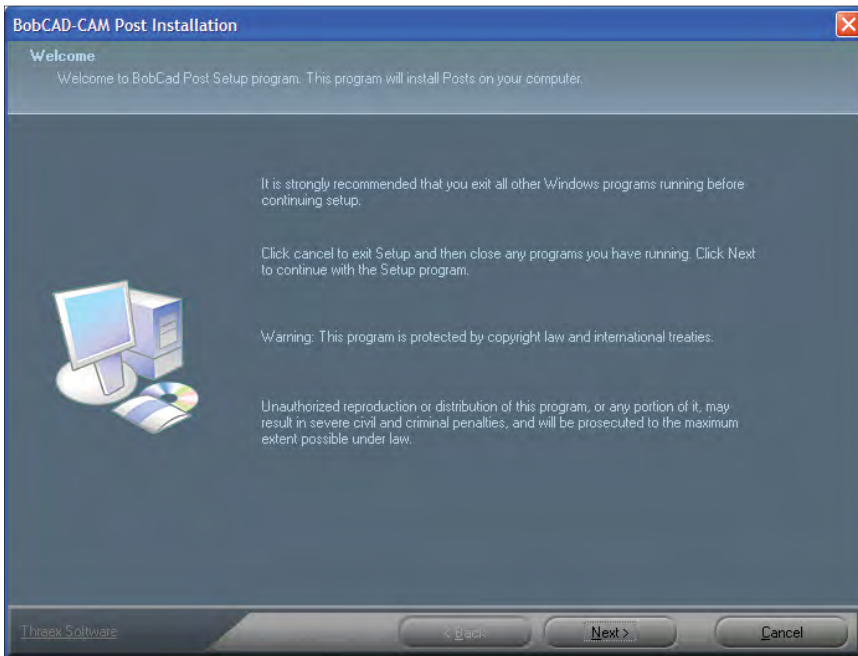 BobCAD-CAM Post Installation
Welcome
Welcome to BobCad Post Setup program. This program will install Posts on your computer.
It is strongly recommended that you exit all other Windows programs running before
continuing setup.
Click cancel to exit Setup and then close any programs you have running. Click Next
to continue with the Setup program.
Warning: This program is protected by copyright law and international treaties.
Unauthorized reproduction or distribution of this program, or any portion of it, may
result in severe civil and criminal penalties, and will be prosecuted to the maximum
extent possible under law.
Thraex Software
< Back
Next >
Cancel